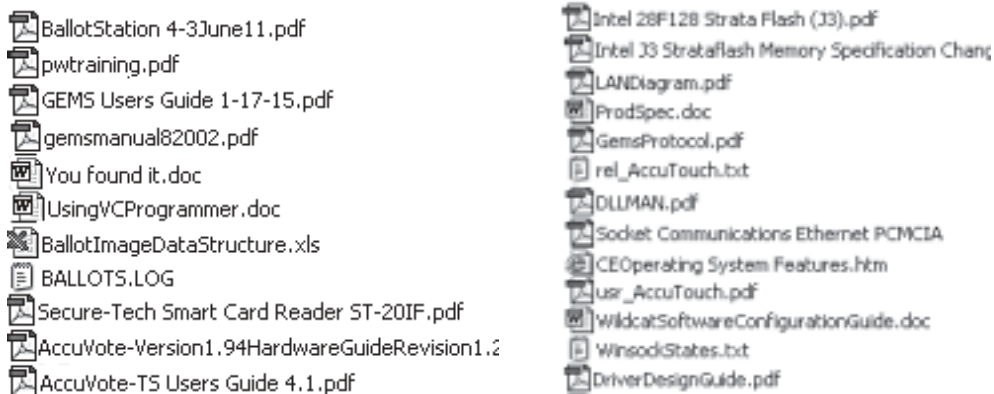 BallotStation 4-3June11.pdf
pwtraining.pdf
GEMS Users Guide 1-17-15.pdf
gemsmanual82002.pdf
You found it.doc
UsingVCProgrammer.doc
BallotImageDataStructure.xls
BALLOTS.LOG
Secure-Tech Smart Card Reader ST-20IF.pdf
AccuVote-Version1.94HardwareGuideRevision1.2
AccuVote-TS Users Guide 4.1.pdf
Intel 28F128 Strata Flash (J3).pdf
Intel J3 Strataflash Memory Specification Chang
LANDiagram.pdf
ProdSpec.doc
GemsProtocol.pdf
rel_AccuTouch.txt
DLLMAN.pdf
Socket Communications Ethernet PCMCIA
CEOperating System Features.htm
usr_AccuTouch.pdf
WildcatSoftwareConfigurationGuide.doc
WinsockStates.txt
DriverDesignGuide.pdf